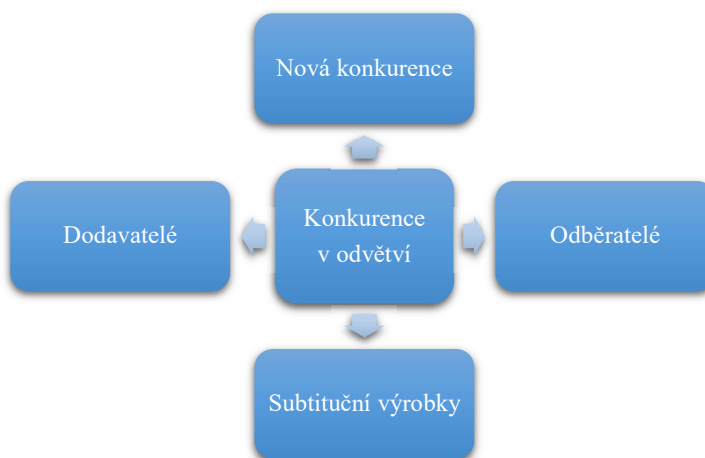 Nová konkurence
Dodavatelé
Konkurence
v odvětví
Odběratelé
Subtituční výrobky